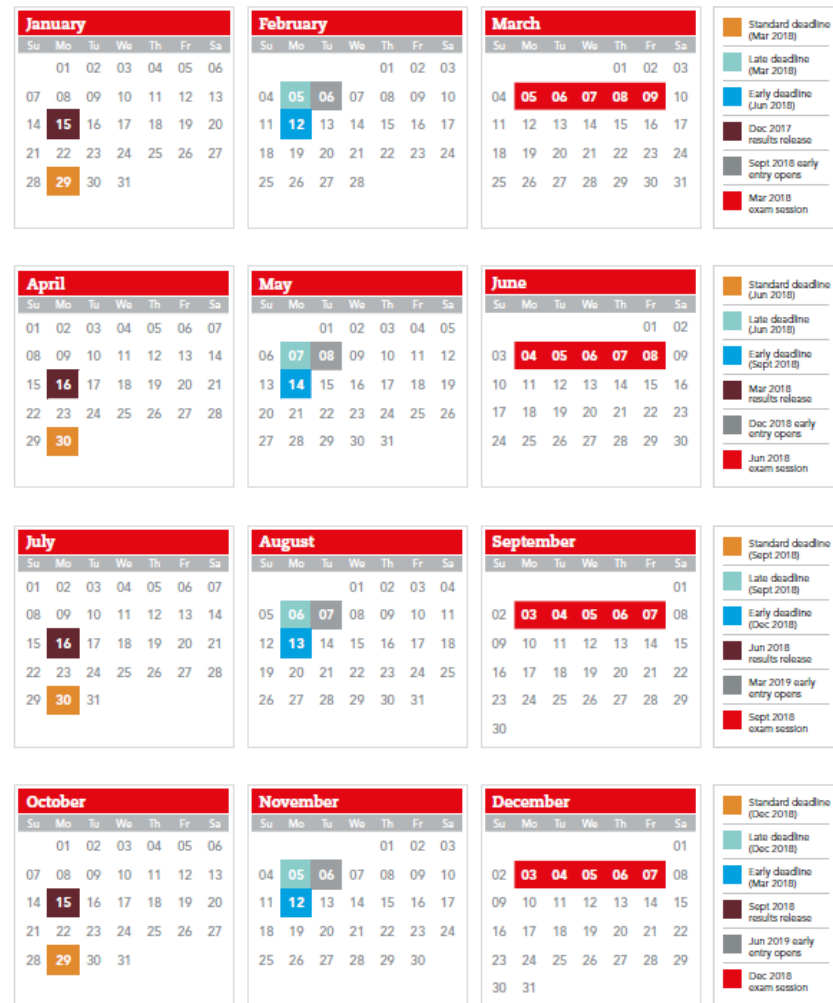 January
Su Mo Tu We Th Fr Sa
01 02 03 04 05 06
07 08 09 10 11 12 13
14 15 16 17 18 19 20
21 22 23 24 25 26 27
28 29 30 31
February
Su Mo Tu We Th Fr Sa
01 02 03
04 05 06 07 08 09 10
11 12 13 14 15 16 17
18 19 20 21 22 23 24
25 26 27 28
March
Su Mo Tu We Th Fr Sa
01 02 03
04 05 06 07 08 09 10
11 12 13 14 15 16 17
18 19 20 21 22 23 24
25 26 27 28 29 30 31
Standard deadline
(Mar 2018)
Late deadline
(Mar 2018)
Early deadline
(Jun 2018)
Dec 2017
results release
Sept 2018 early
entry opens
Mar 2018
exam session
April
Su Mo Tu We Th Fr Sa
01 02 03 04 05 06 07
08 09 10 11 12 13 14
15 16 17 18 19 20 21
22 23 24 25 26 27 28
29 30
May
Su Mo Tu We Th Fr Sa
01 02 03 04 05
06 07 08 09 10 11 12
13 14 15 16 17 18 19
20 21 22 23 24 25 26
27 28 29 30 31
June
Su Mo Tu We Th Fr Sa
01 02
03 04 05 06 07 08 09
10 11 12 13 14 15 16
17 18 19 20 21 22 23
24 25 26 27 28 29 30
Standard deadline
(Jun 2018)
Late deadline
(Jun 2018)
Early deadline
(Sept 2018)
Mar 2018
results release
Dec 2018 early
entry opens
Jun 2018
exam session
July
Su Mo Tu We Th Fr Sa
01 02 03 04 05 06 07
08 09 10 11 12 13 14
15 16 17 18 19 20 21
22 23 24 25 26 27 28
29 30 31
August
Su Mo Tu We Th Fr Sa
01 02 03 04
05 06 07 08 09 10 11
12 13 14 15 16 17 18
19 20 21 22 23 24 25
26 27 28 29 30 31
September
Su Mo Tu We Th Fr Sa
01
02 03 04 05 06 07 08
09 10 11 12 13 14 15
16 17 18 19 20 21 22
23 24 25 26 27 28 29
30
Standard deadline
(Sept 2018)
Late deadline
(Sept 2018)
Early deadline
(Dec 2018)
Jun 2018
results release
Mar 2019 early
entry opens
Sept 2018
exam session
October
Su Mo Tu We Th Fr Sa
01 02 03 04 05 06
07 08 09 10 11 12 13
14 15 16 17 18 19 20
21 22 23 24 25 26 27
28 29 30 31
November
Su Mo Tu We Th Fr Sa
01 02 03
04 05 06 07 08 09 10
11 12 13 14 15 16 17
18 19 20 21 22 23 24
25 26 27 28 29 30
December
Su Mo Tu We Th Fr Sa
01
02 03 04 05 06 07 08
09 10 11 12 13 14 15
16 17 18 19 20 21 22
23 24 25 26 27 28 29
30 31
Standard deadline
(Dec 2018)
Late deadline
(Dec 2018)
Early deadline
(Mar 2018)
Sept 2018
results release
Jun 2019 early
entry opens
Dec 2018
exam session